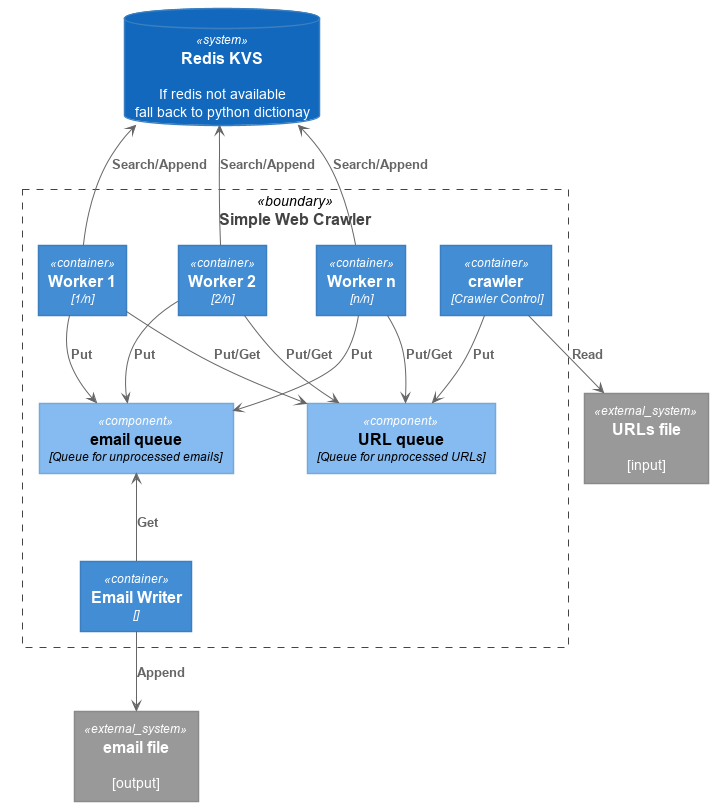 «system»
Redis KVS
If redis not available
fall back to python dictionay
Search/Append
Search/Append
Search/Append
«boundary»
Simple Web Crawler
«container»
Worker 1
[1/n]
«container»
Worker 2
[2/n]
«container»
Worker n
[n/n]
«container»
crawler
[Crawler Control]
Put
Put
Put/Get
Put/Get
Put
Put/Get
Put
Read
«component»
email queue
[Queue for unprocessed emails]
«component»
URL queue
[Queue for unprocessed URLs]
«external_system»
URLs file
[input]
Get
«container»
Email Writer
[]
Append
«external_system»
email file
[output]